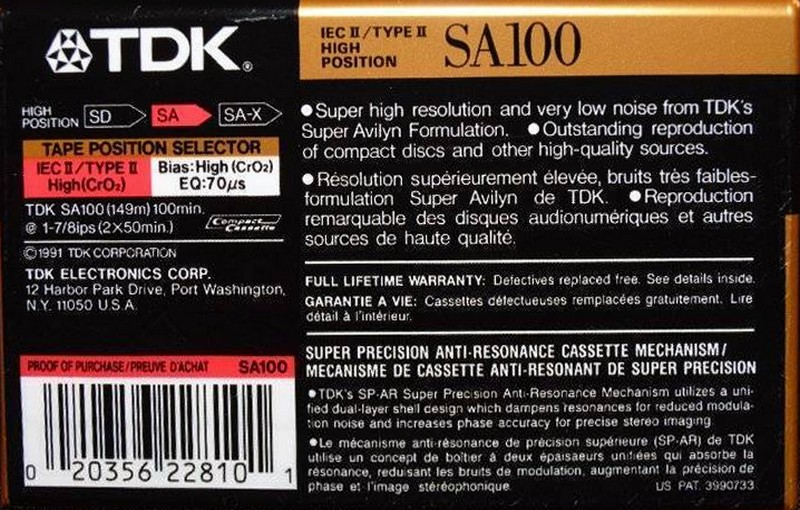 TDK®
IEC II/TYPE II
HIGH
POSITION
SA100
HIGH
POSITION
SD
SA
SA-X
TAPE POSITION SELECTOR
IEC II/TYPE II
High(CrO2)
Bias:High (CrO2)
EQ:70μs
TDK SA100(149m)100min.
@ 1-7/8ips (2×50min.)
Compact
Cassette
©1991 TDK CORPORATION
TDK ELECTRONICS CORP.
12 Harbor Park Drive, Port Washington,
N.Y. 11050 U.S.A.
PROOF OF PURCHASE/PREUVE D'ACHAT
SA100
0 20356 22810 1
●Super high resolution and very low noise from TDK's
Super Avilyn Formulation. ●Outstanding reproduction
of compact discs and other high-quality sources.
●Résolution supérieurement élevée, bruits très faibles-
formulation Super Avilyn de TDK. ●Reproduction
remarquable des disques audionumériques et autres
sources de haute qualité.
FULL LIFETIME WARRANTY: Defectives replaced free. See details inside.
GARANTIE A VIE: Cassettes défectueuses remplacées gratuitement. Lire
détail à l'intérieur.
SUPER PRECISION ANTI-RESONANCE CASSETTE MECHANISM/
MECANISME DE CASSETTE ANTI-RESONANT DE SUPER PRECISION
●TDK's SP-AR Super Precision Anti-Resonance Mechanism utilizes a uni-
fied dual-layer shell design which dampens resonances for reduced modula-
tion noise and increases phase accuracy for precise stereo imaging.
●Le mécanisme anti-résonance de précision supérieure (SP-AR) de TDK
utilise un concept de boîtier à deux épaisaeurs unifiées qui absorbe la
résonance, reduisant les bruits de modulation, augmentant la précision de
phase et l'image stéréophonique.
US PAT. 3990733